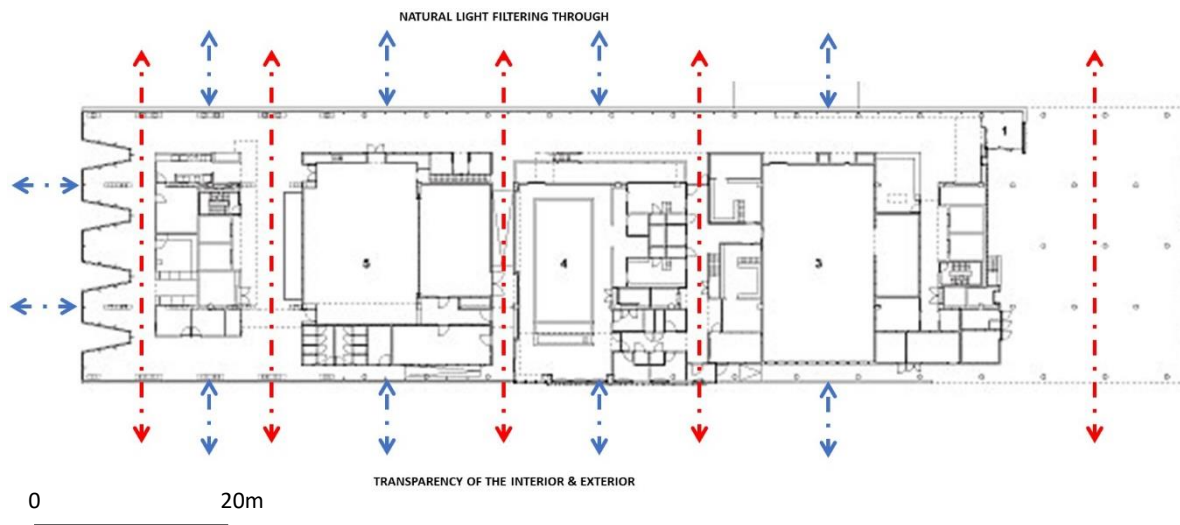 NATURAL LIGHT FILTERING THROUGH
1
5
4
3
TRANSPARENCY OF THE INTERIOR & EXTERIOR
0 20m